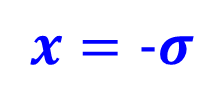 x = -σ